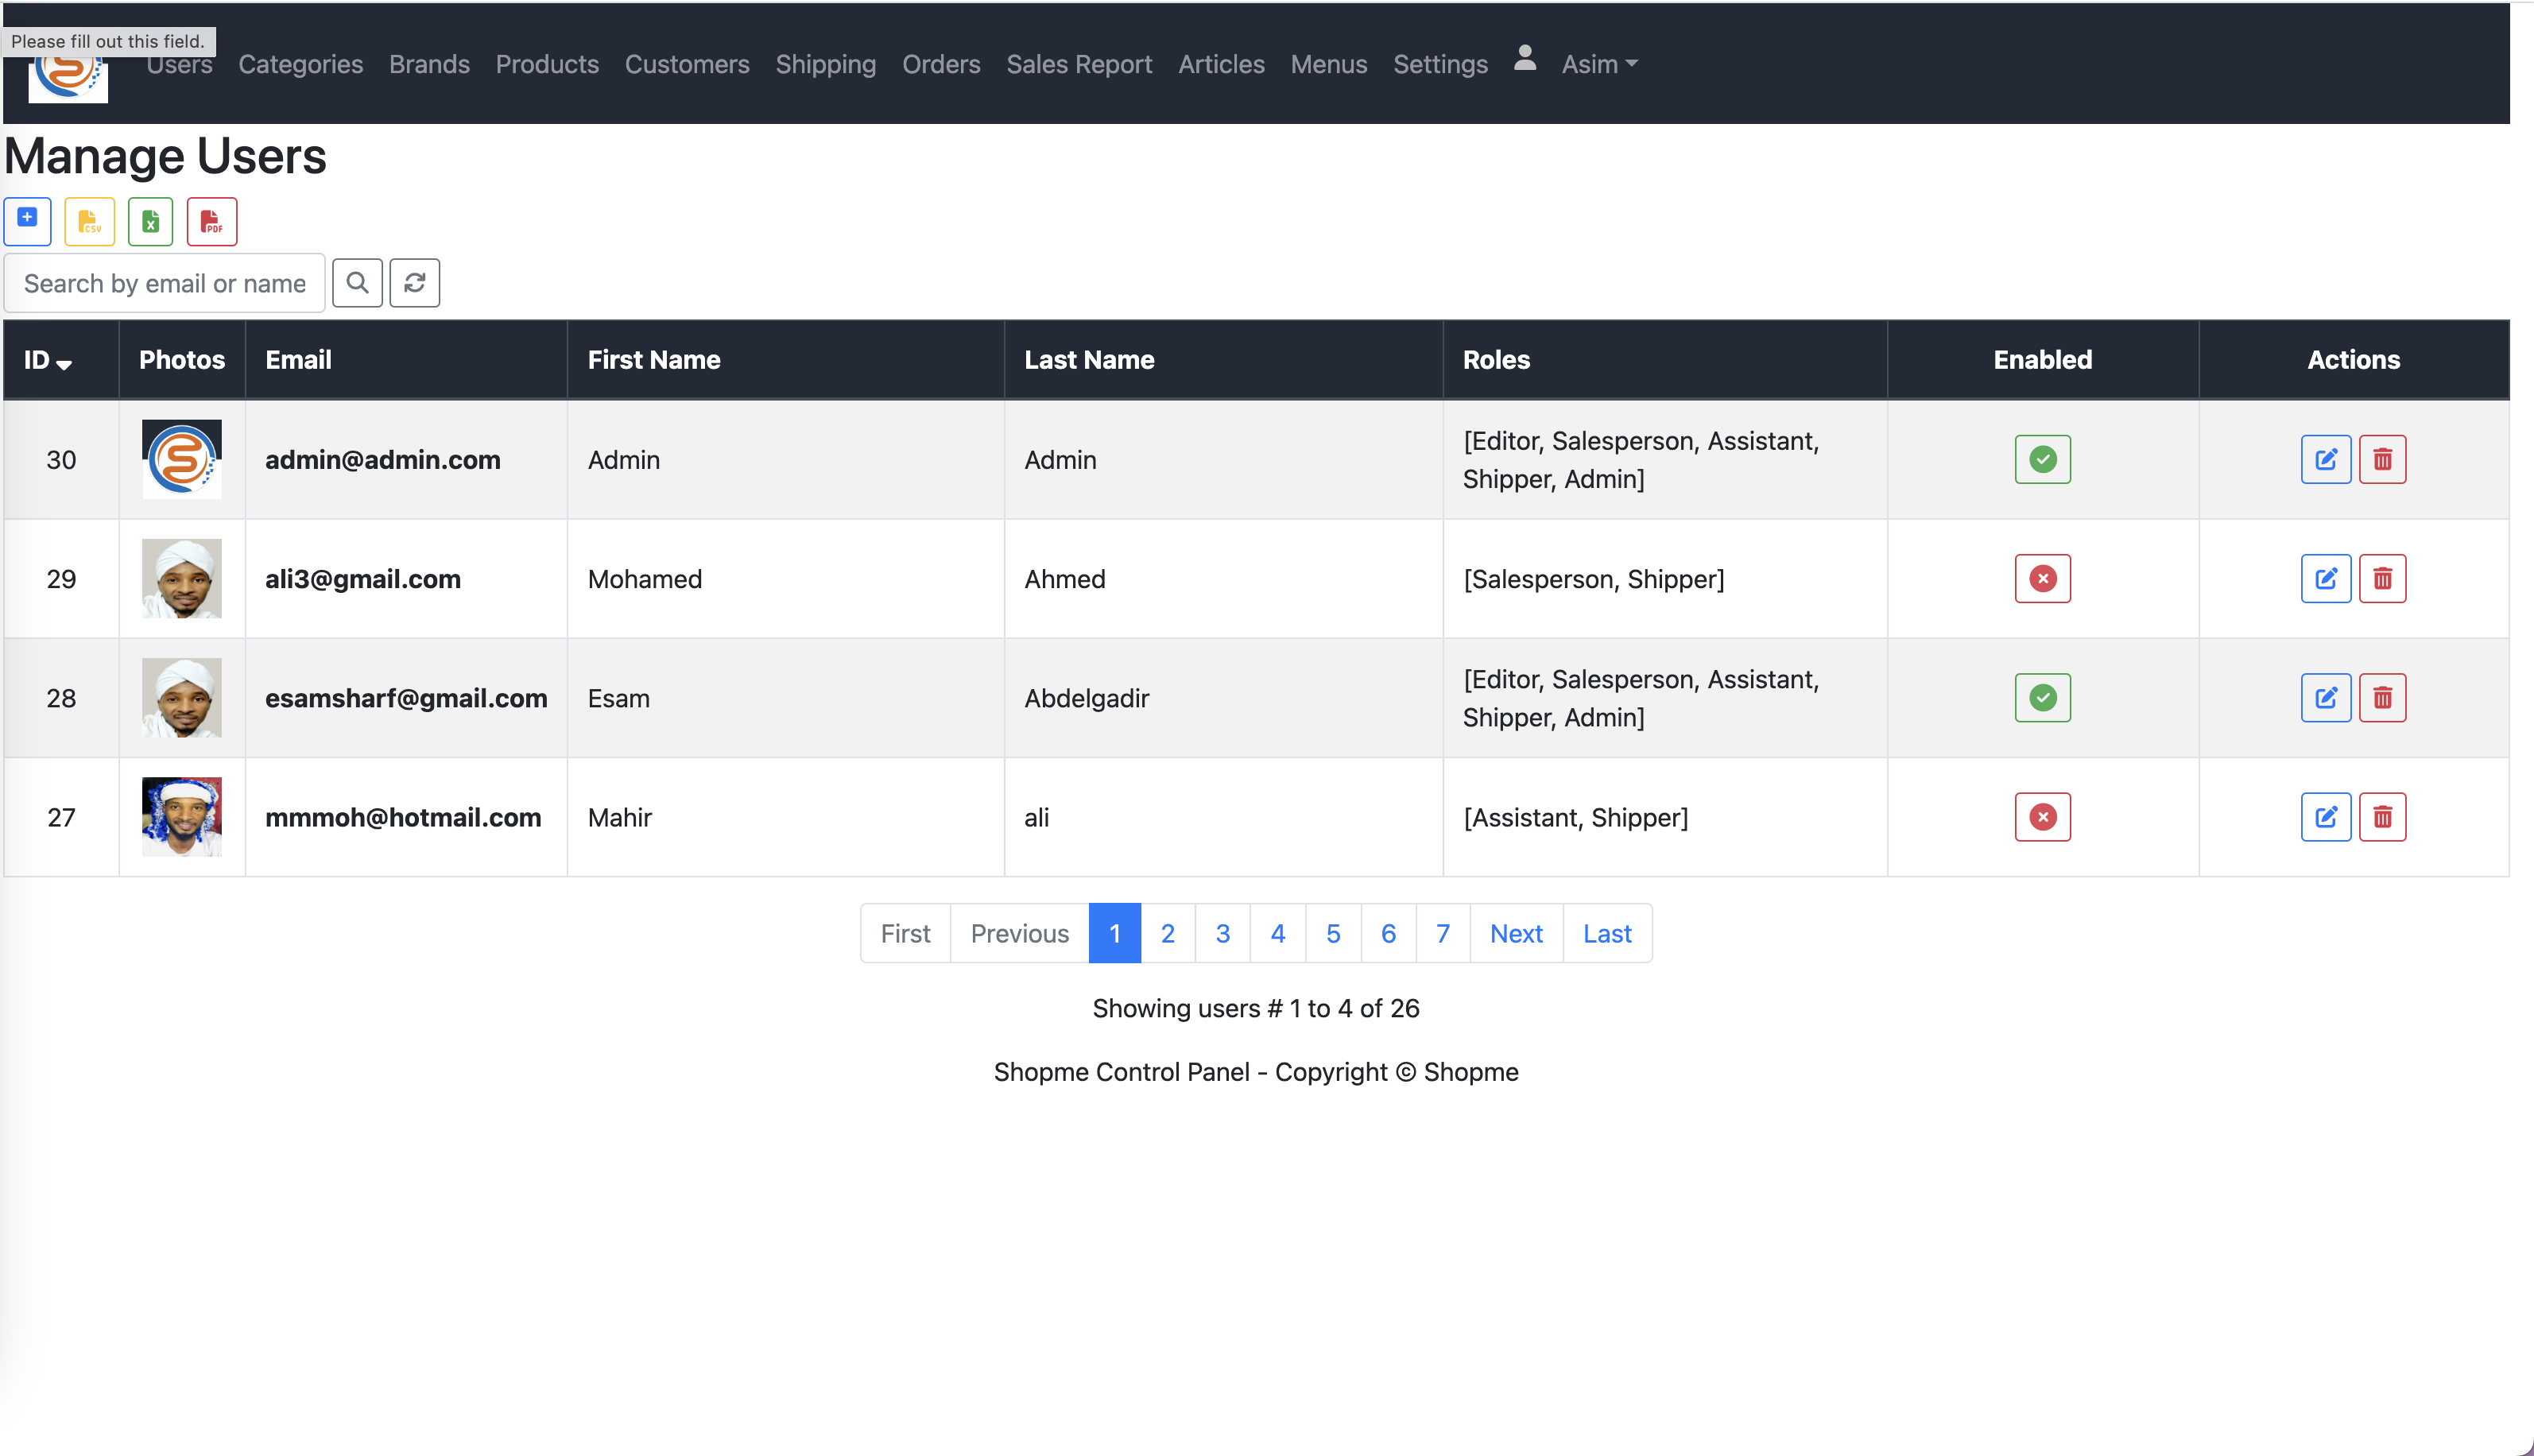 Please fill out this field.
Users Categories Brands Products Customers Shipping Orders Sales Report Articles Menus Settings Asim
Manage Users
CSV X PDF
Search by email or name
ID Photos Email First Name Last Name Roles Enabled Actions
30 admin@admin.com Admin Admin [Editor, Salesperson, Assistant,
Shipper, Admin]
29 ali3@gmail.com Mohamed Ahmed [Salesperson, Shipper]
28 esamsharf@gmail.com Esam Abdelgadir [Editor, Salesperson, Assistant,
Shipper, Admin]
27 mmmoh@hotmail.com Mahir ali [Assistant, Shipper]
First Previous 1 2 3 4 5 6 7 Next Last
Showing users # 1 to 4 of 26
Shopme Control Panel - Copyright © Shopme